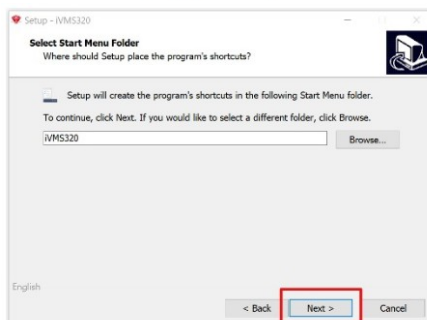 Setup - iVMS320
Select Start Menu Folder
Where should Setup place the program's shortcuts?
Setup will create the program's shortcuts in the following Start Menu folder.
To continue, click Next. If you would like to select a different folder, click Browse.
iVMS320
Browse...
English
< Back
Next >
Cancel